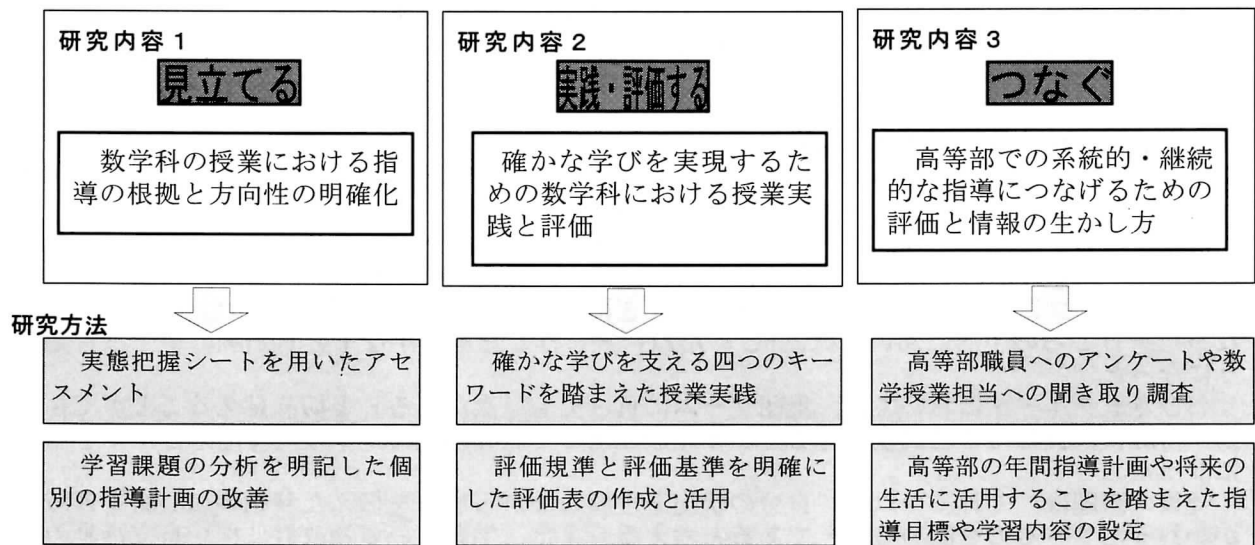 研究内容1
見立てる
数学科の授業における指
導の根拠と方向性の明確化
研究内容2
実践・評価する
確かな学びを実現するた
めの数学科における授業実
践と評価
研究内容3
つなぐ
高等部での系統的・継続
的な指導につなげるための
評価と情報の生かし方
研究方法
実態把握シートを用いたアセ
スメント
確かな学びを支える四つのキー
ワードを踏まえた授業実践
高等部職員へのアンケートや数
学授業担当への聞き取り調査
学習課題の分析を明記した個
別の指導計画の改善
評価規準と評価基準を明確に
した評価表の作成と活用
高等部の年間指導計画や将来の
生活に活用することを踏まえた指
導目標や学習内容の設定